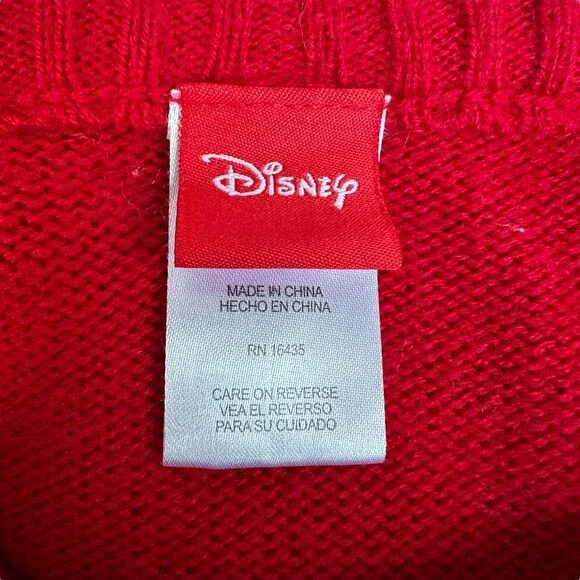 Disney
MADE IN CHINA
HECHO EN CHINA
RN 16435
CARE ON REVERSE
VEA EL REVERSO
PARA SU CUIDADO